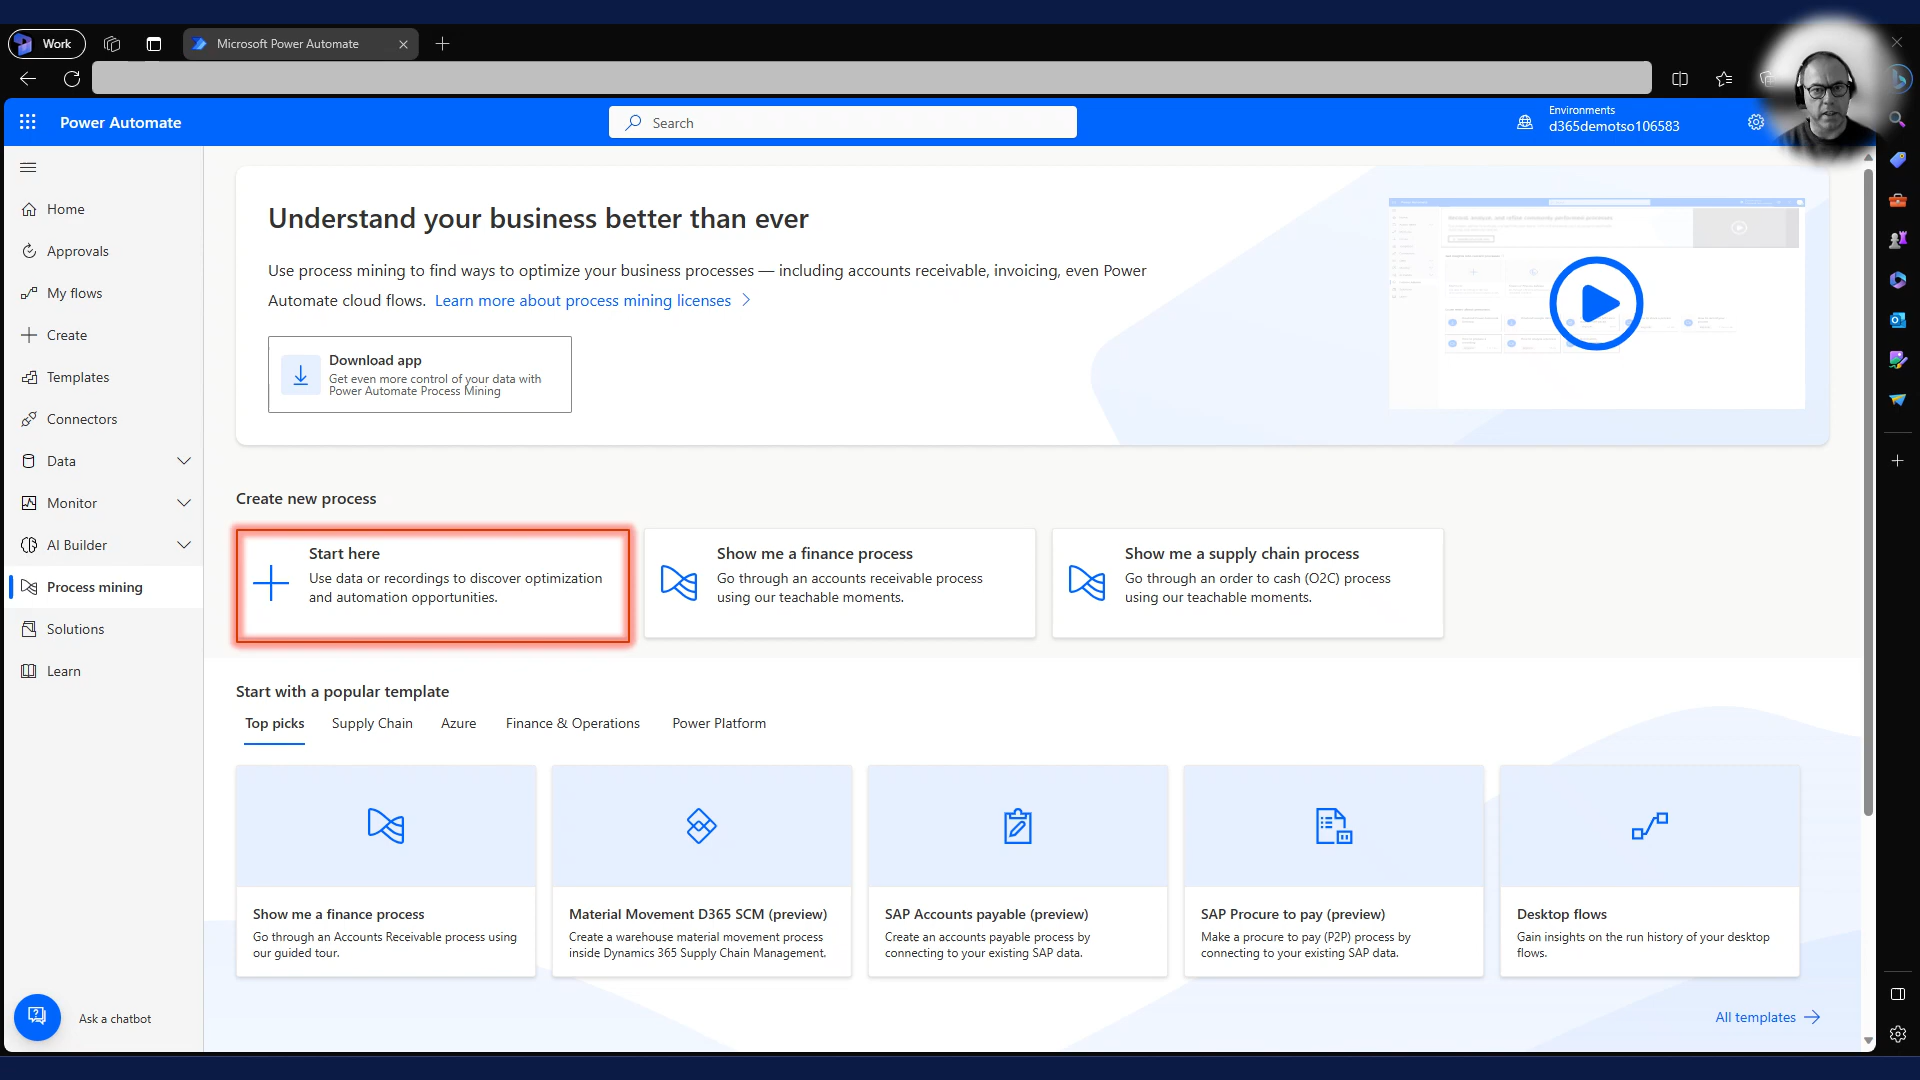 Work
Microsoft Power Automate
Power Automate
Search
Environments
d365demotso106583
Home
Approvals
My flows
Create
Templates
Connectors
Data
Monitor
AI Builder
Process mining
Solutions
Learn
Ask a chatbot
Understand your business better than ever
Use process mining to find ways to optimize your business processes — including accounts receivable, invoicing, even Power
Automate cloud flows. Learn more about process mining licenses
Download app
Get even more control of your data with
Power Automate Process Mining
Create new process
Start here
Use data or recordings to discover optimization
and automation opportunities.
Show me a finance process
Go through an accounts receivable process
using our teachable moments.
Show me a supply chain process
Go through an order to cash (O2C) process
using our teachable moments.
Start with a popular template
Top picks
Supply Chain
Azure
Finance & Operations
Power Platform
Show me a finance process
Go through an Accounts Receivable process using
our guided tour.
Material Movement D365 SCM (preview)
Create a warehouse material movement process
inside Dynamics 365 Supply Chain Management.
SAP Accounts payable (preview)
Create an accounts payable process by
connecting to your existing SAP data.
SAP Procure to pay (preview)
Make a procure to pay (P2P) process by
connecting to your existing SAP data.
Desktop flows
Gain insights on the run history of your desktop
flows.
All templates